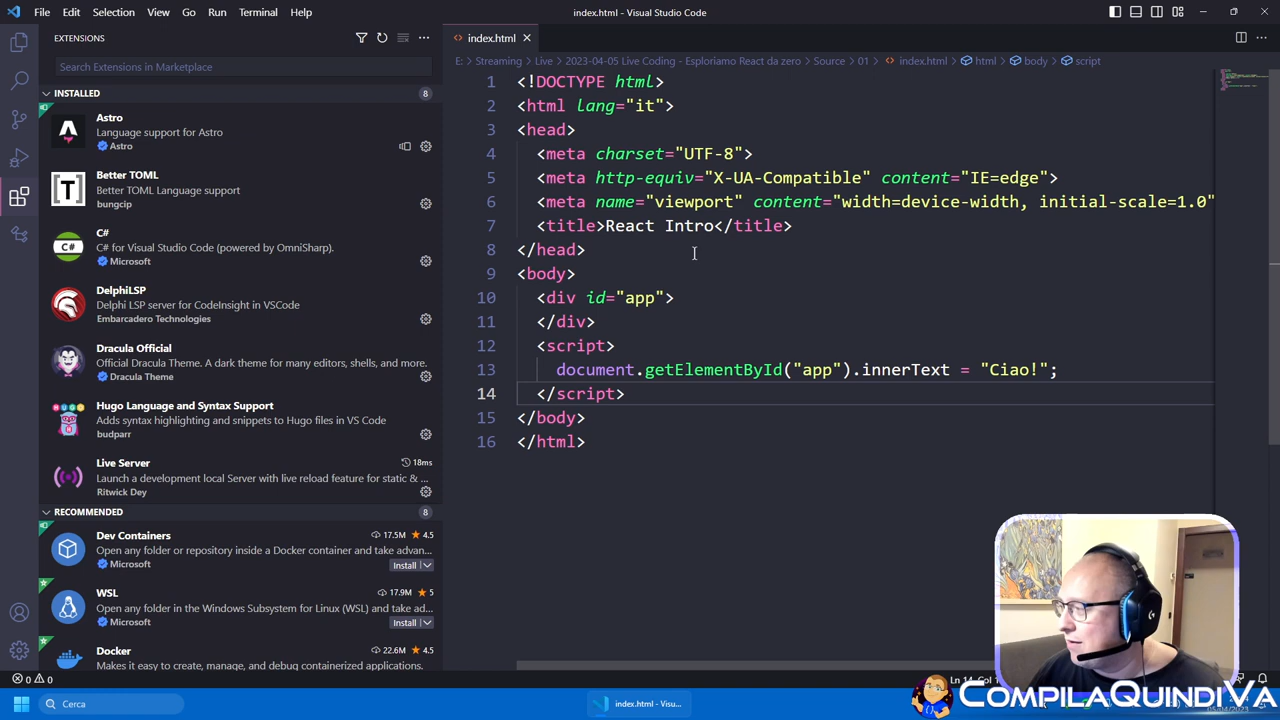 File Edit Selection View Go Run Terminal Help
index.html - Visual Studio Code
EXTENSIONS
Search Extensions in Marketplace
INSTALLED 8
Astro
Language support for Astro
Astro
Better TOML
Better TOML Language support
bungcip
C#
C# for Visual Studio Code (powered by OmniSharp).
Microsoft
DelphiLSP
Delphi LSP server for CodeInsight in VSCode
Embarcadero Technologies
Dracula Official
Official Dracula Theme. A dark theme for many editors, shells, and more.
Dracula Theme
Hugo Language and Syntax Support
Adds syntax highlighting and snippets to Hugo files in VS Code
budparr
Live Server 18ms
Launch a development local Server with live reload feature for static & ...
Ritwick Dey
RECOMMENDED 8
Dev Containers 17.5M 4.5
Open any folder or repository inside a Docker container and take advan...
Microsoft Install
WSL 17.9M 5
Open any folder in the Windows Subsystem for Linux (WSL) and take ad...
Microsoft Install
Docker 22.6M 4.5
Makes it easy to create, manage, and debug containerized applications.
index.html
E: > Streaming > Live > 2023-04-05 Live Coding - Esploriamo React da zero > Source > 01 > index.html > html > body > script
1 <!DOCTYPE html>
2 <html lang="it">
3 <head>
4 <meta charset="UTF-8">
5 <meta http-equiv="X-UA-Compatible" content="IE=edge">
6 <meta name="viewport" content="width=device-width, initial-scale=1.0"
7 <title>React Intro</title>
8 </head>
9 <body>
10 <div id="app">
11 </div>
12 <script>
13 document.getElementById("app").innerText = "Ciao!";
14 </script>
15 </body>
16 </html>
0 0
Cerca
index.html - Visu...
COMPILAQUINDIVA